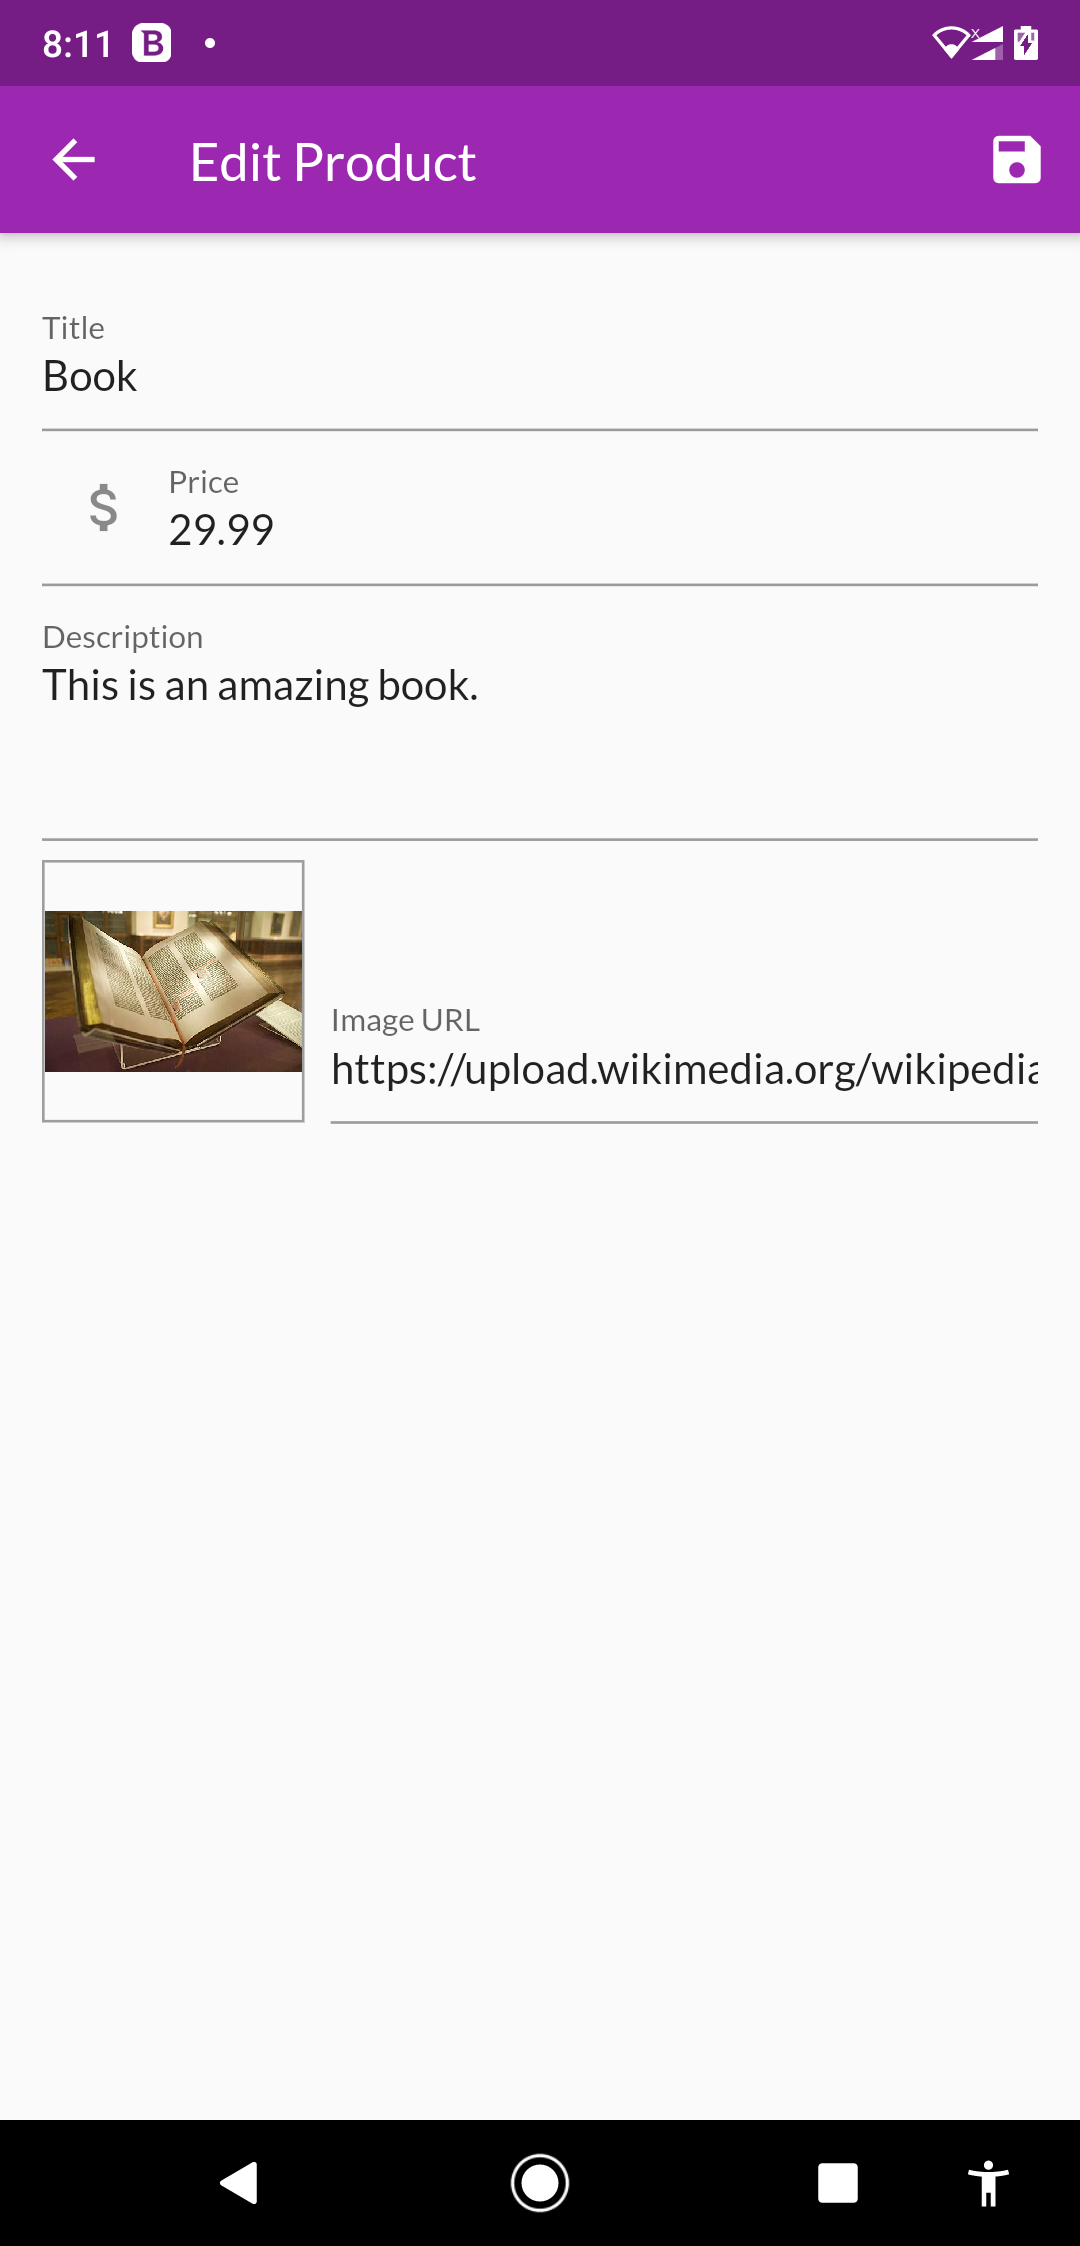 8:11 B
Edit Product
Title
Book
$
Price
29.99
Description
This is an amazing book.
Image URL
https://upload.wikimedia.org/wikipedia